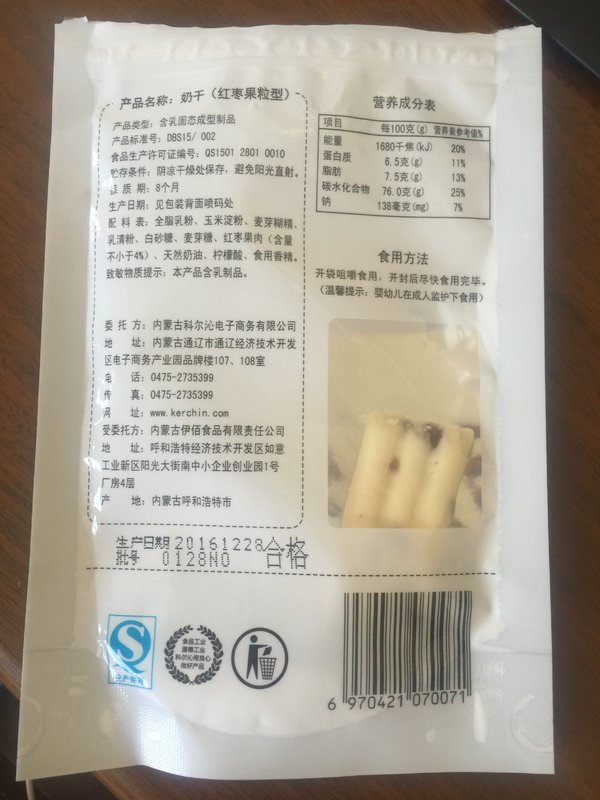 产品名称：奶干（红枣果粒型）
产品类型：含乳固态成型制品
产品标准号：DBS15/ 002
食品生产许可证编号：QS1501 2801 0010
贮存条件：阴凉干燥处保存，避免阳光直射。
保 质 期：8个月
生产日期：见包装背面喷码处
配 料 表：全脂乳粉、玉米淀粉、麦芽糊精、
乳清粉、白砂糖、麦芽糖、红枣果肉（含量
不小于4%）、天然奶油、柠檬酸、食用香精。
致敏物质提示：本产品含乳制品。
委 托 方：内蒙古科尔沁电子商务有限公司
地 址：内蒙古通辽市通辽经济技术开发
区电子商务产业园品牌楼107、108室
电 话：0475-2735399
传 真：0475-2735399
网 址：www.kerchin.com
受委托方：内蒙古伊佰食品有限责任公司
地 址：呼和浩特经济技术开发区如意
工业新区阳光大街南中小企业创业园1号
厂房4层
产 地：内蒙古呼和浩特市
生产日期 20161228 合格
批号 0128NO
营养成分表
项目 每100克(g) 营养素参考值%
能量 1680千焦(kJ) 20%
蛋白质 6.5克(g) 11%
脂肪 7.5克(g) 13%
碳水化合物 76.0克(g) 25%
钠 138毫克(mg) 7%
食用方法
开袋咀嚼食用，开封后尽快食用完毕。
（温馨提示：婴幼儿在成人监护下食用）
生产许可
食品工业
道德工业
科尔沁用良心
做好产品
6 970421 070071